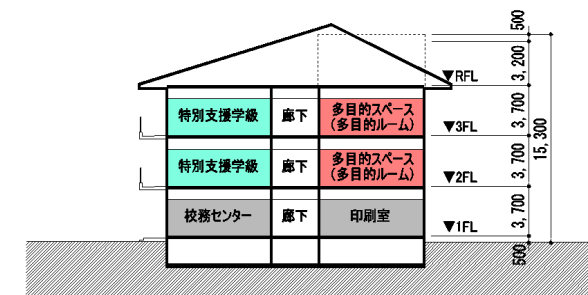 500
3,200
▼RFL
特別支援学級 廊下 多目的スペース
(多目的ルーム)
3,700
▼3FL
15,300
特別支援学級 廊下 多目的スペース
(多目的ルーム)
3,700
▼2FL
校務センター 廊下 印刷室
3,700
▼1FL
500